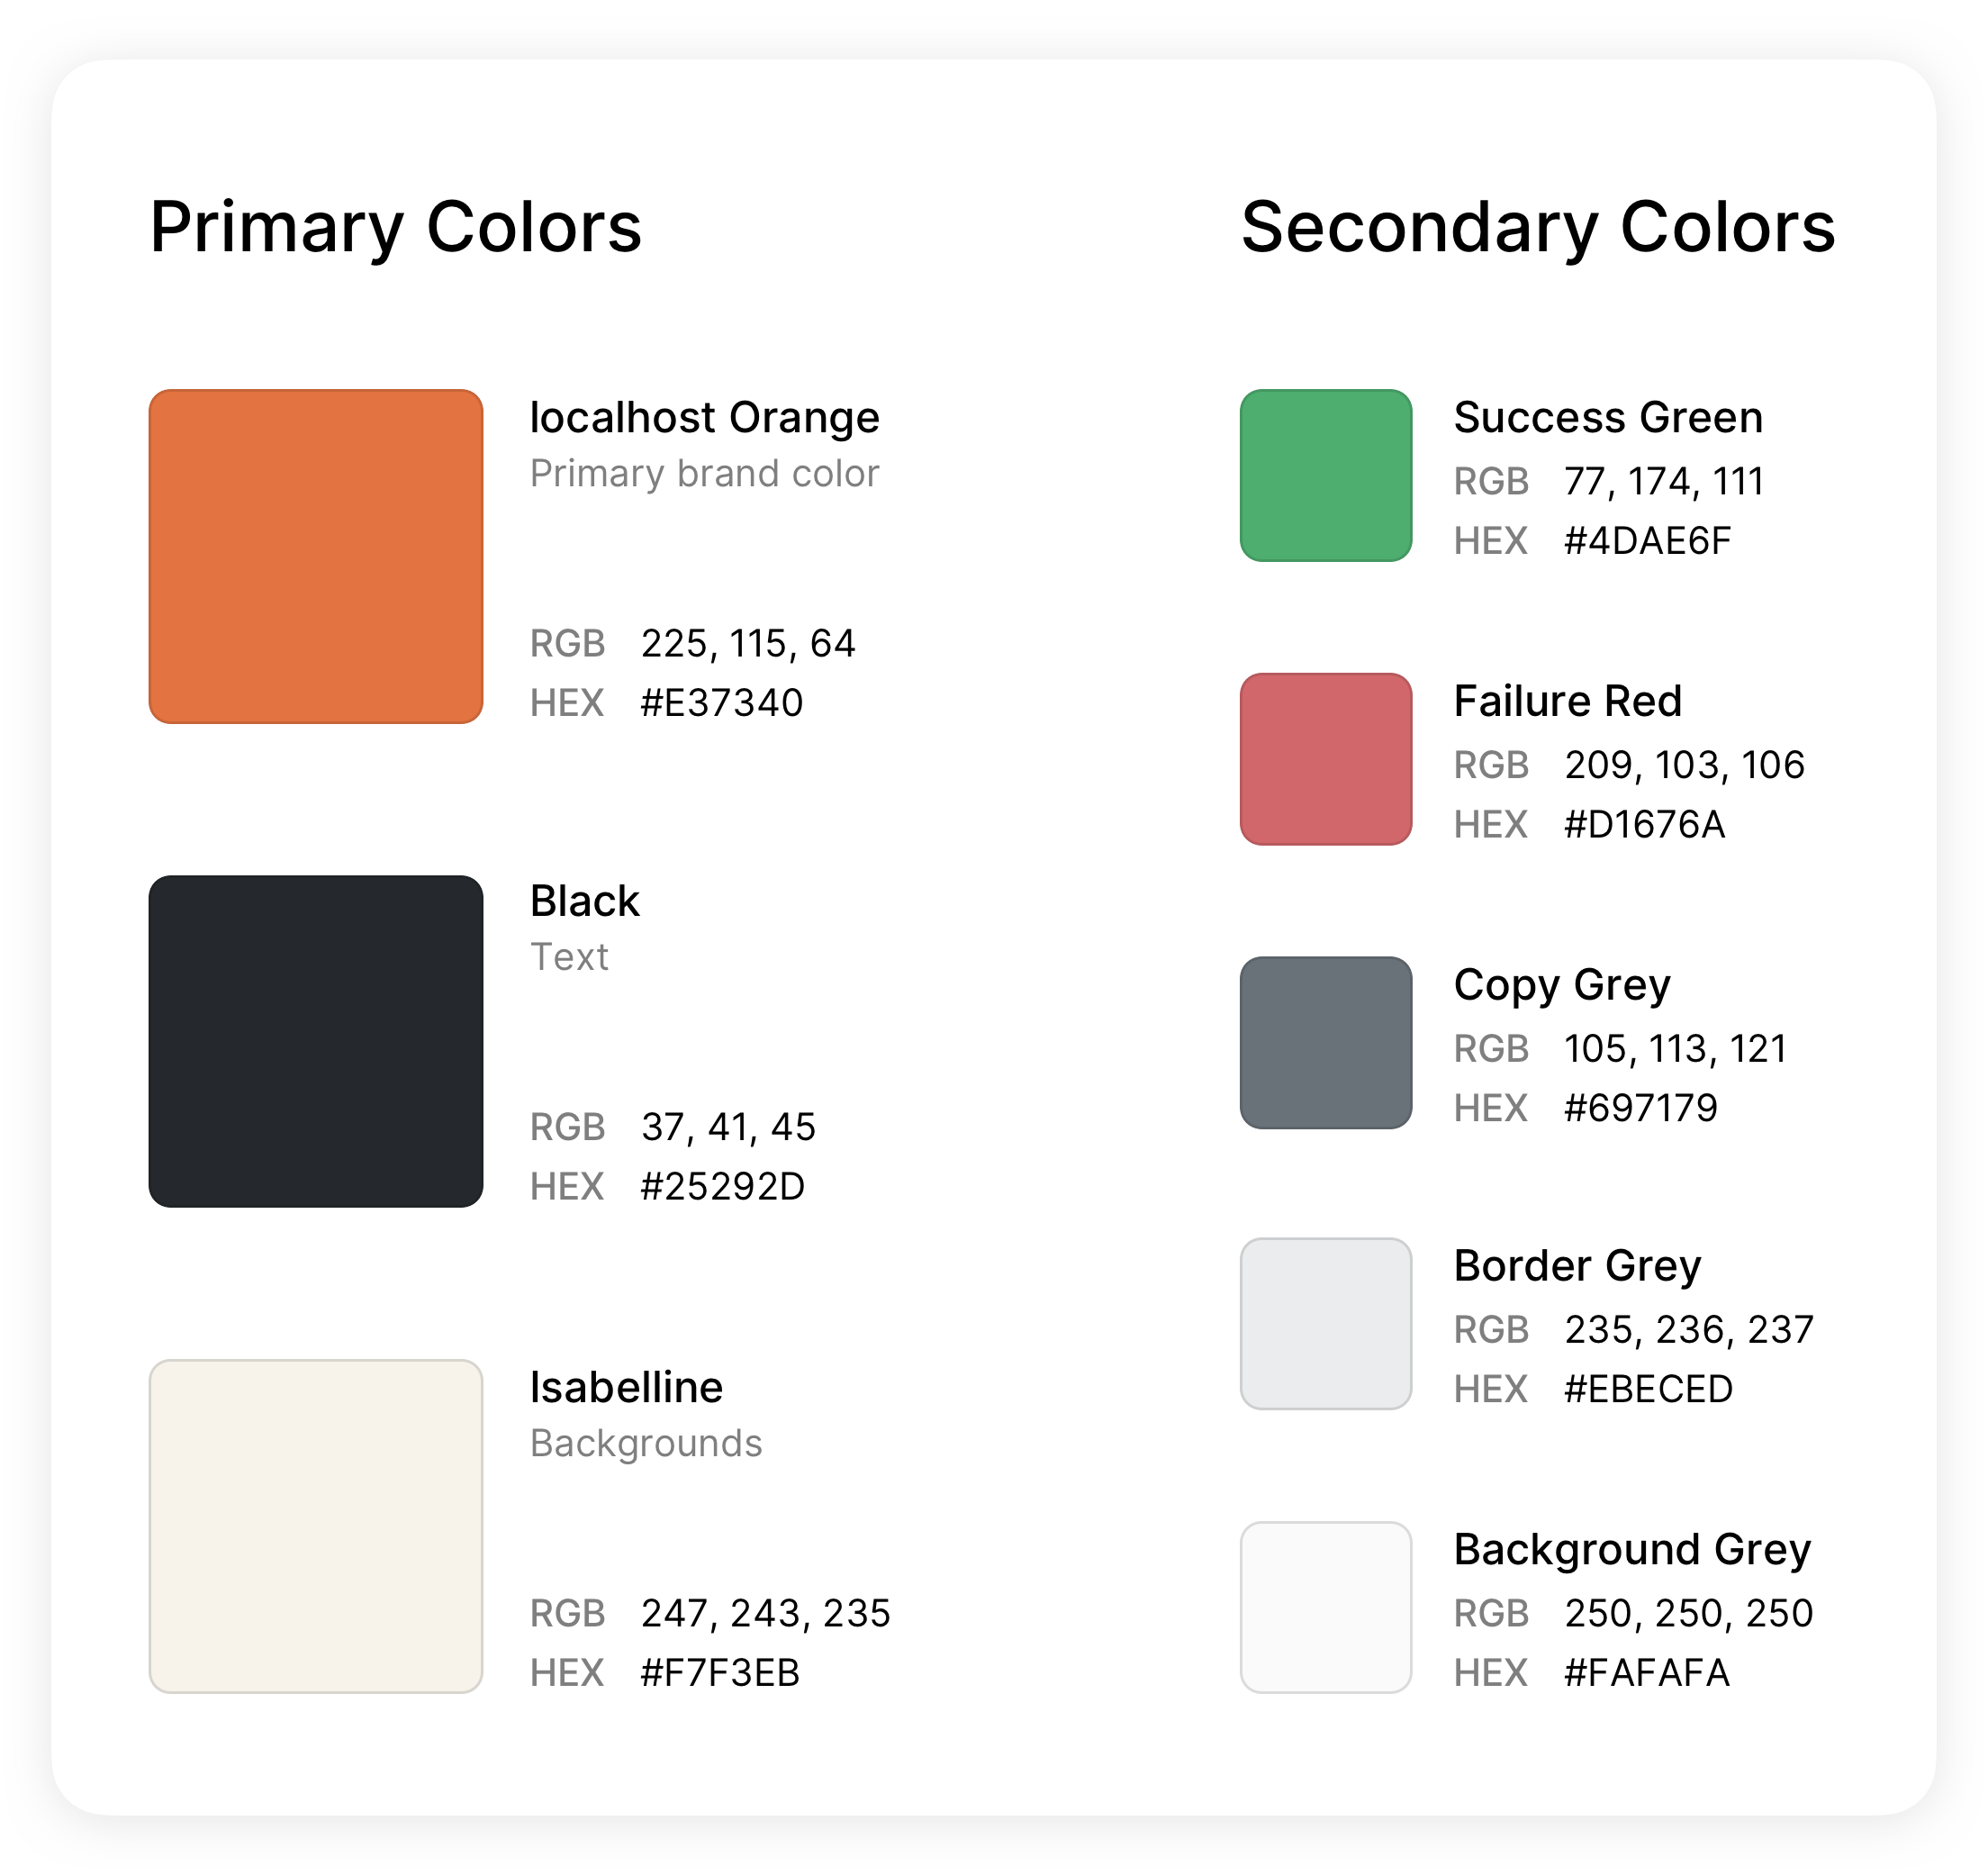 Primary Colors
localhost Orange
Primary brand color
RGB 225, 115, 64
HEX #E37340
Black
Text
RGB 37, 41, 45
HEX #25292D
Isabelline
Backgrounds
RGB 247, 243, 235
HEX #F7F3EB
Secondary Colors
Success Green
RGB 77, 174, 111
HEX #4DAE6F
Failure Red
RGB 209, 103, 106
HEX #D1676A
Copy Grey
RGB 105, 113, 121
HEX #697179
Border Grey
RGB 235, 236, 237
HEX #EBECED
Background Grey
RGB 250, 250, 250
HEX #FAFAFA